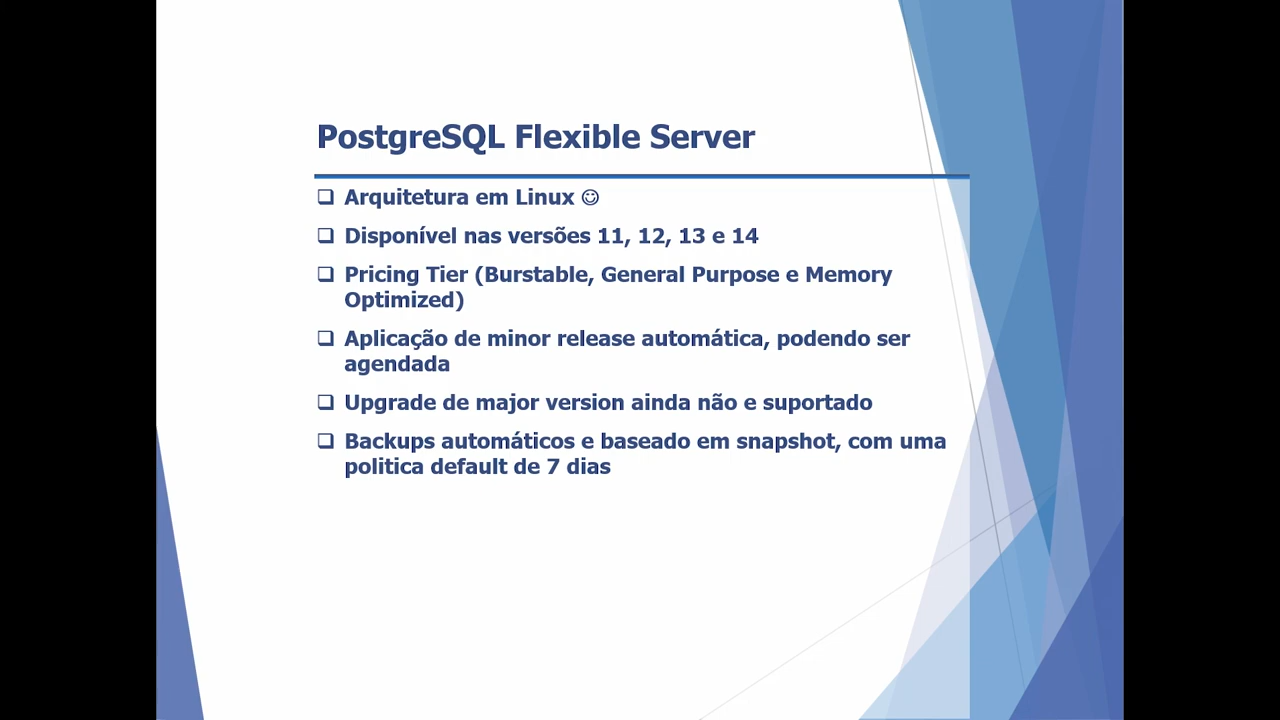 PostgreSQL Flexible Server
❑ Arquitetura em Linux ☺
❑ Disponível nas versões 11, 12, 13 e 14
❑ Pricing Tier (Burstable, General Purpose e Memory
Optimized)
❑ Aplicação de minor release automática, podendo ser
agendada
❑ Upgrade de major version ainda não e suportado
❑ Backups automáticos e baseado em snapshot, com uma
politica default de 7 dias